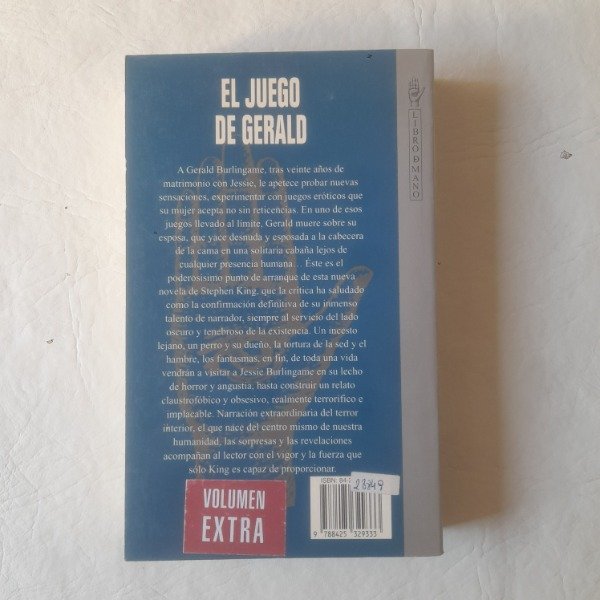 EL JUEGO
DE GERALD
A Gerald Burlingame, tras veinte años de
matrimonio con Jessie, le apetece probar nuevas
sensaciones, experimentar con juegos eróticos que
su mujer acepta no sin reticencias. En uno de esos
juegos llevado al límite, Gerald muere sobre su
esposa, que yace desnuda y esposada a la cabecera
de la cama en una solitaria cabaña lejos de
cualquier presencia humana... Éste es el
poderosísimo punto de arranque de esta nueva
novela de Stephen King, que la crítica ha saludado
como la confirmación definitiva de su inmenso
talento de narrador, siempre al servicio del lado
oscuro y tenebroso de la existencia. Un incesto
lejano, un perro y su dueño, la tortura de la sed y el
hambre, los fantasmas, en fin, de toda una vida
vendrán a visitar a Jessie Burlingame en su lecho
de horror y angustia, hasta construir un relato
claustrofóbico y obsesivo, realmente terrorífico e
implacable. Narración extraordinaria del terror
interior, el que nace del centro mismo de nuestra
humanidad, las sorpresas y las revelaciones
acompañan al lector con el vigor y la fuerza que
sólo King es capaz de proporcionar.
VOLUMEN
EXTRA
ISBN: 84-2
23849
9 788425 329333
LIBRO D MANO